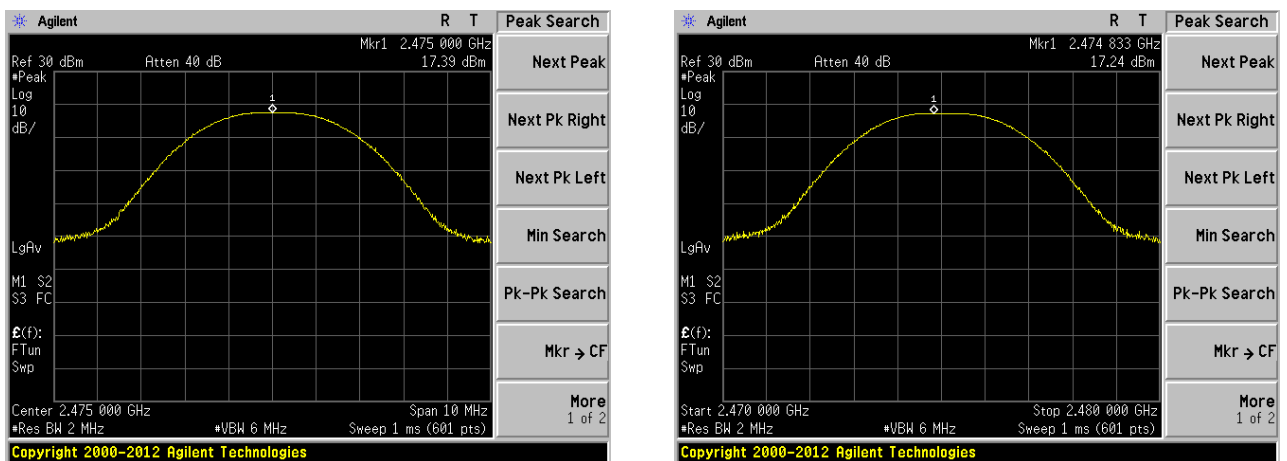 Agilent R T Peak Search
Mkr1 2.475 000 GHz
Ref 30 dBm Atten 40 dB 17.39 dBm
#Peak
Log
10
dB/
1
LgAv
M1 S2
S3 FC
£(f):
FTun
Swp
Center 2.475 000 GHz Span 10 MHz
#Res BW 2 MHz #VBW 6 MHz Sweep 1 ms (601 pts)
Copyright 2000-2012 Agilent Technologies
Next Peak
Next Pk Right
Next Pk Left
Min Search
Pk-Pk Search
Mkr → CF
More
1 of 2
Agilent R T Peak Search
Mkr1 2.474 833 GHz
Ref 30 dBm Atten 40 dB 17.24 dBm
#Peak
Log
10
dB/
1
LgAv
M1 S2
S3 FC
£(f):
FTun
Swp
Start 2.470 000 GHz Stop 2.480 000 GHz
#Res BW 2 MHz #VBW 6 MHz Sweep 1 ms (601 pts)
Copyright 2000-2012 Agilent Technologies
Next Peak
Next Pk Right
Next Pk Left
Min Search
Pk-Pk Search
Mkr → CF
More
1 of 2